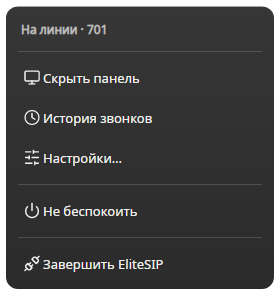 На линии · 701
Скрыть панель
История звонков
Настройки...
Не беспокоить
Завершить EliteSIP